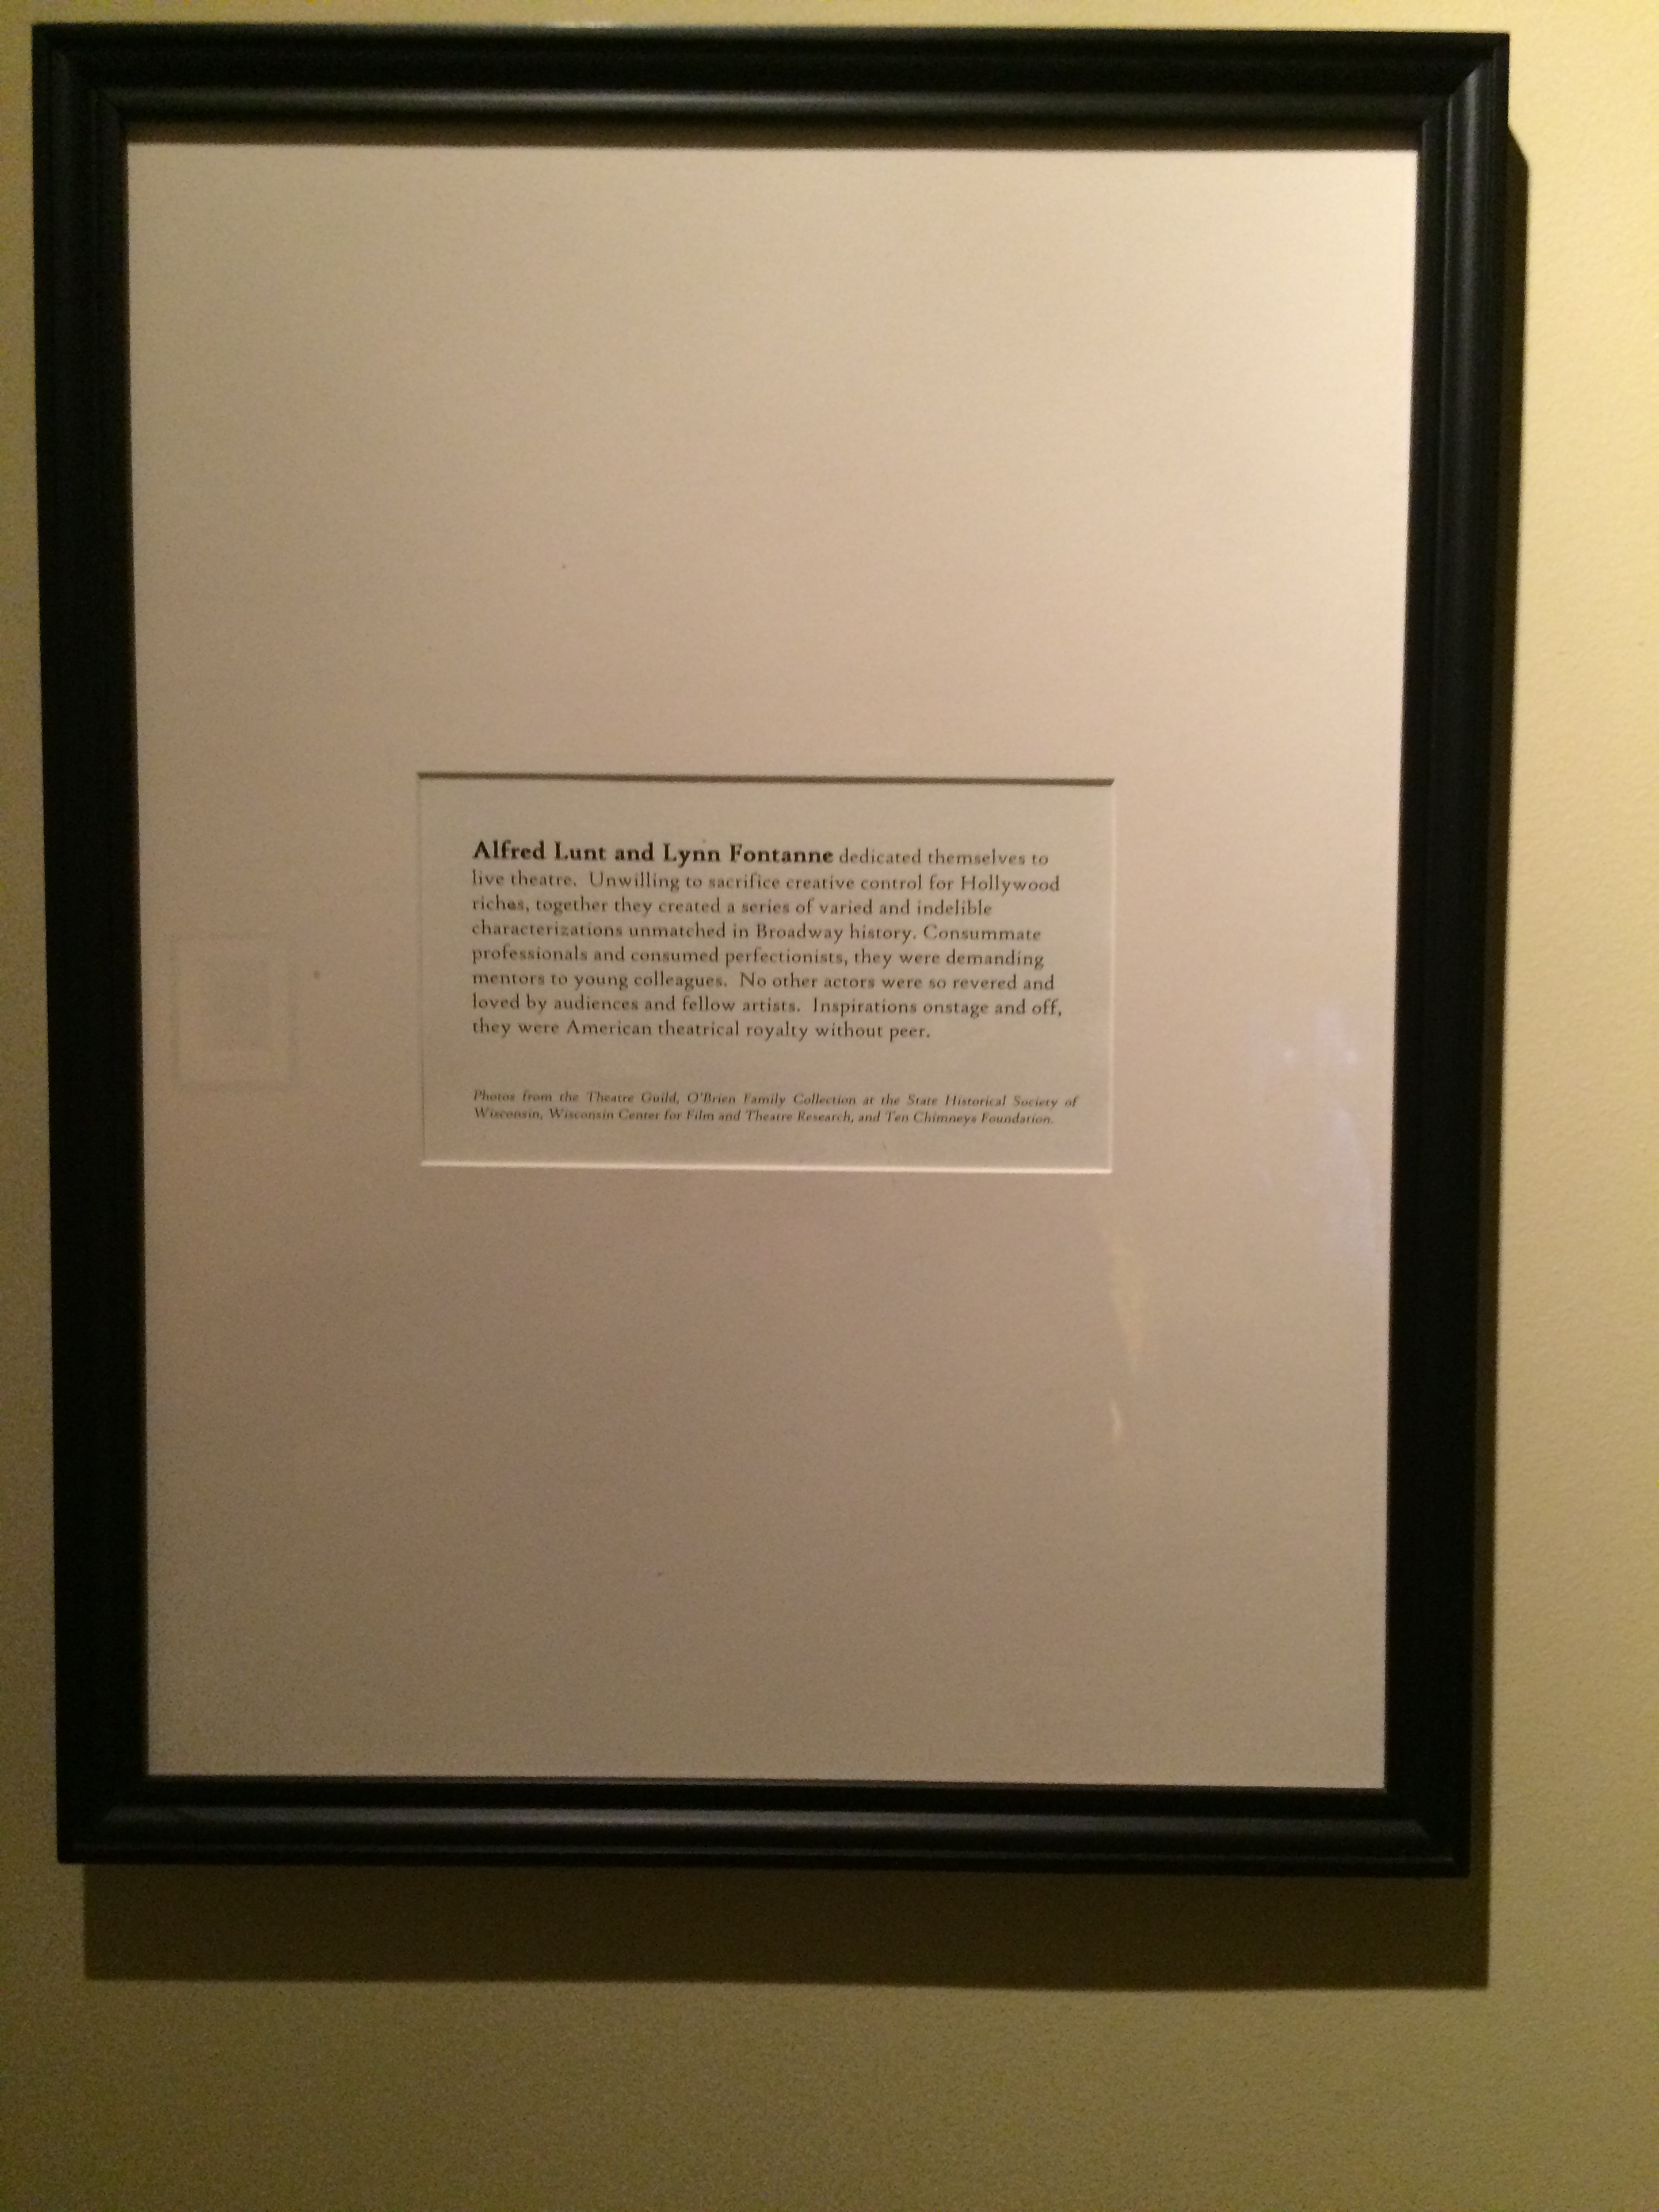 Alfred Lunt and Lynn Fontanne dedicated themselves to
live theatre. Unwilling to sacrifice creative control for Hollywood
riches, together they created a series of varied and indelible
characterizations unmatched in Broadway history. Consummate
professionals and consumed perfectionists, they were demanding
mentors to young colleagues. No other actors were so revered and
loved by audiences and fellow artists. Inspirations onstage and off,
they were American theatrical royalty without peer.
Photos from the Theatre Guild, O'Brien Family Collection at the State Historical Society of
Wisconsin, Wisconsin Center for Film and Theatre Research, and Ten Chimneys Foundation.